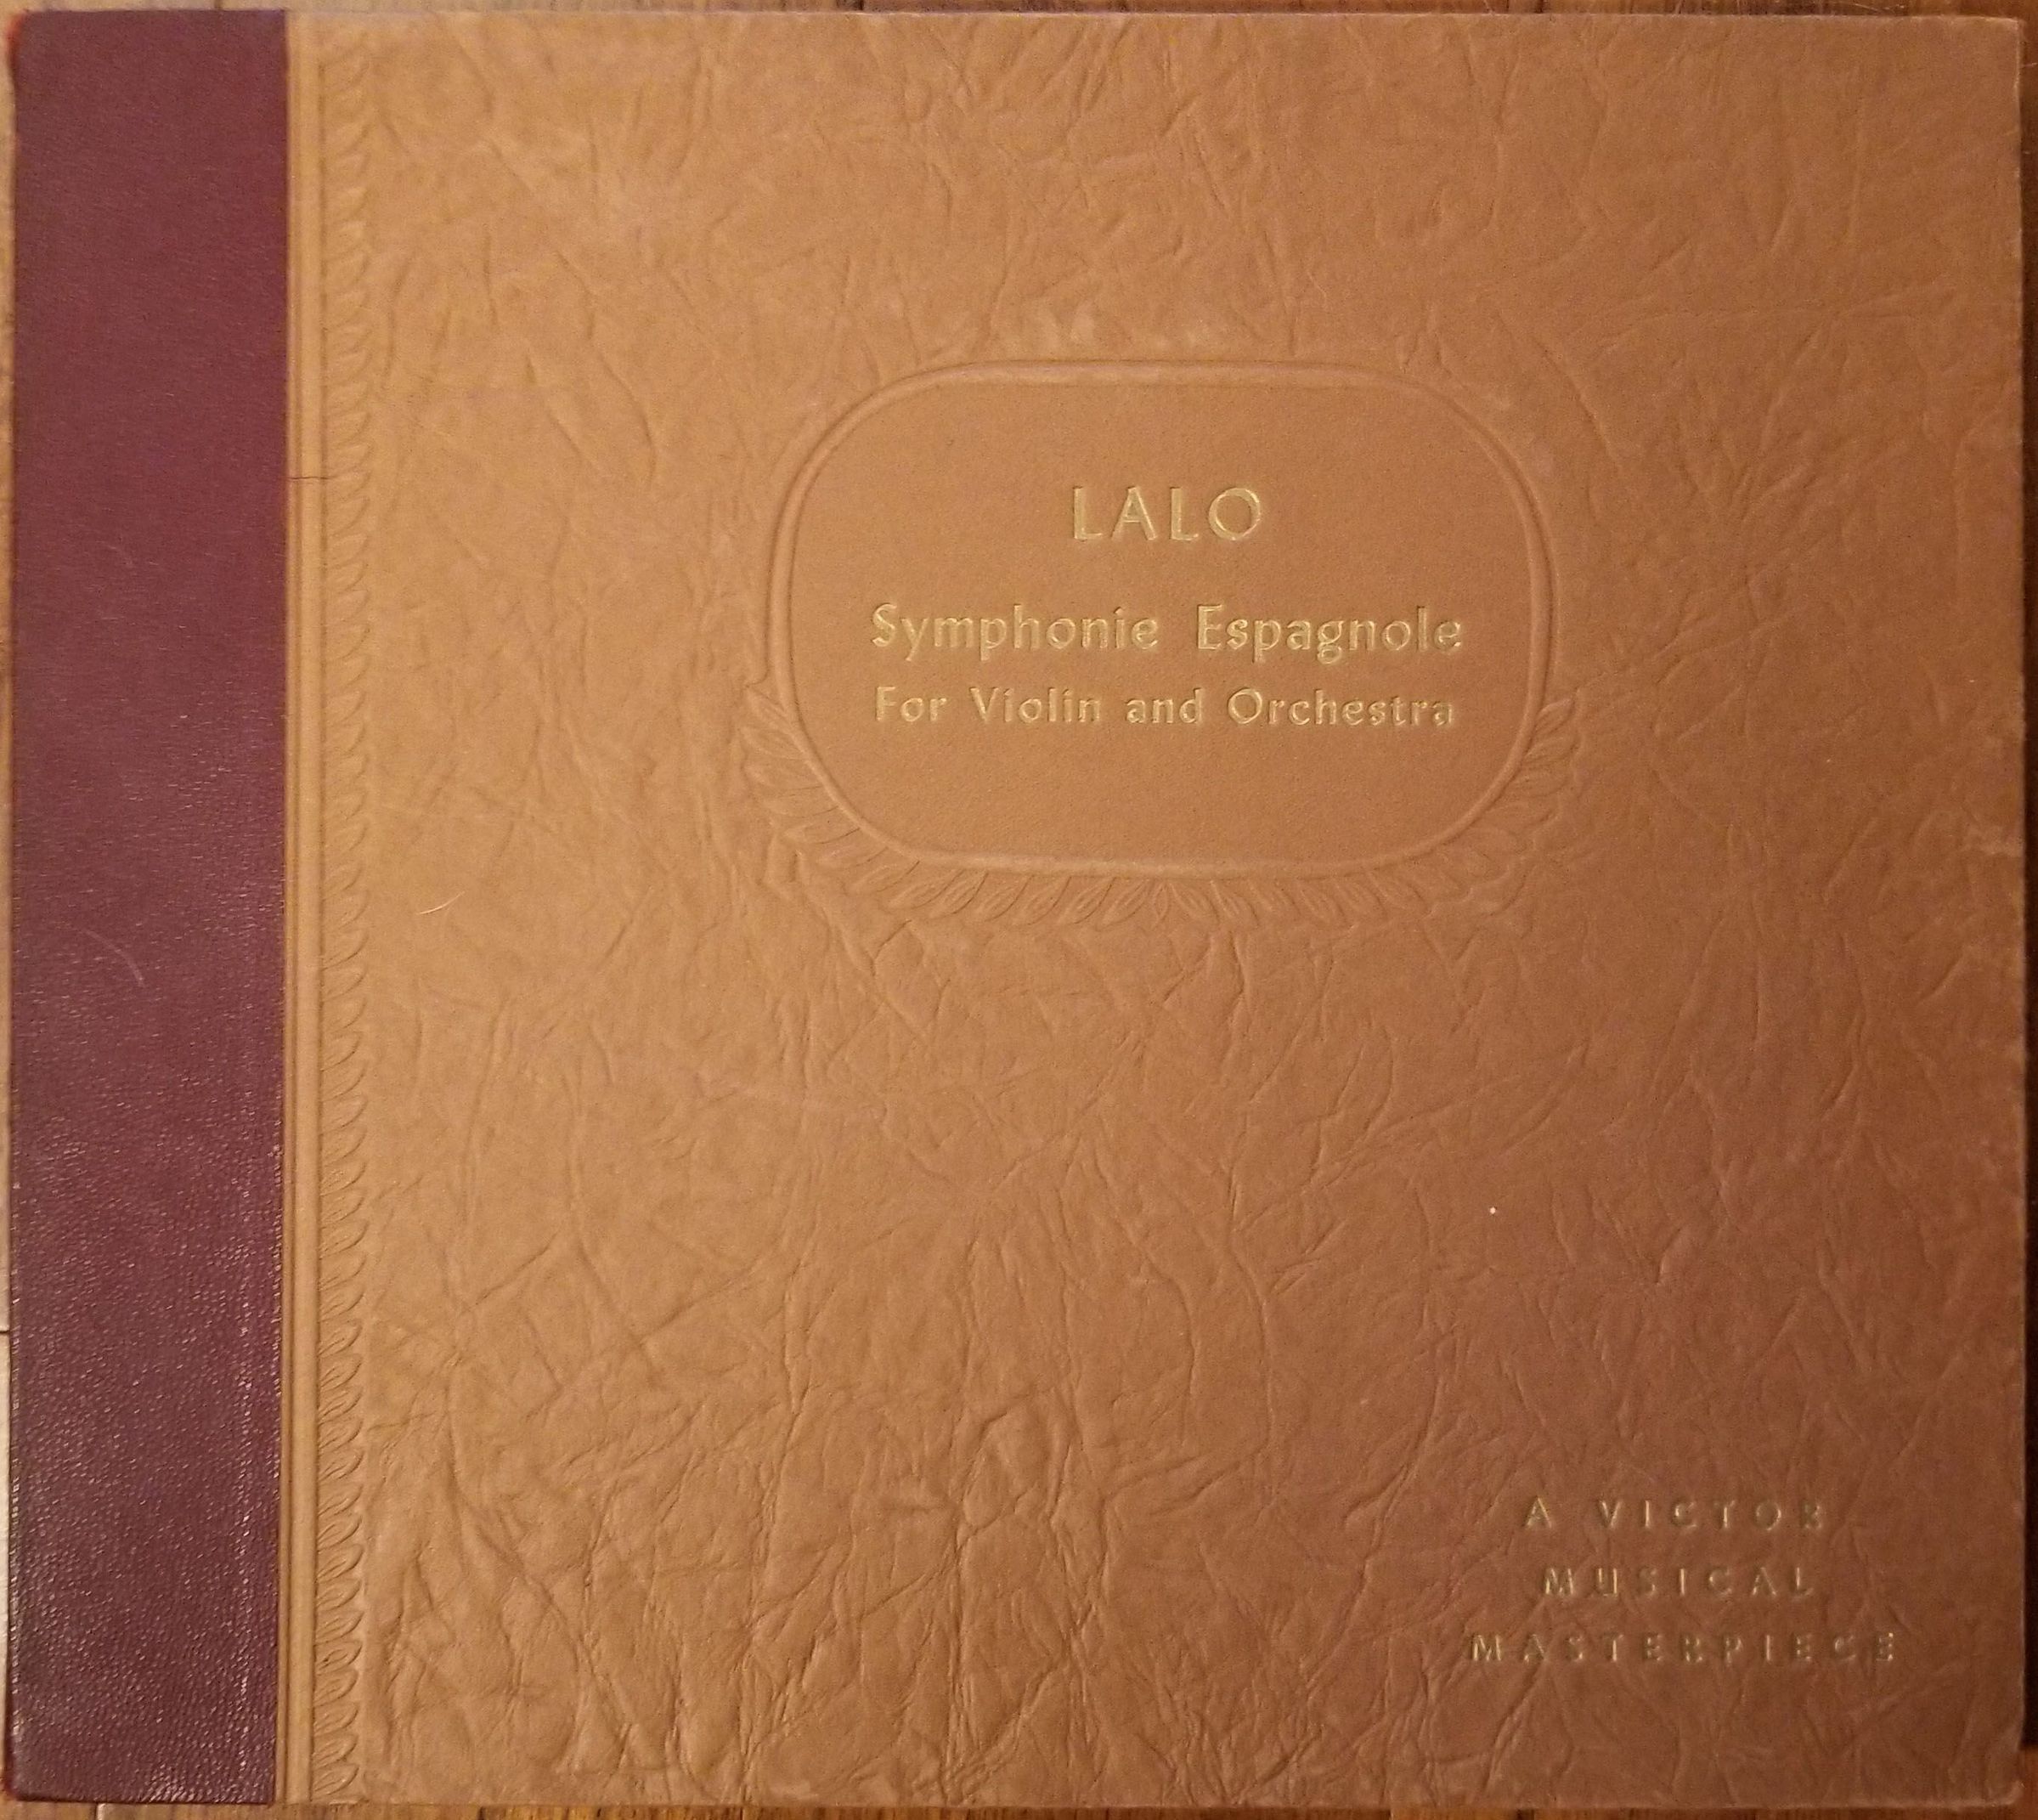 LALO
Symphonie Espagnole
For Violin and Orchestra
A VICTOR
MUSICAL
MASTERPIECE